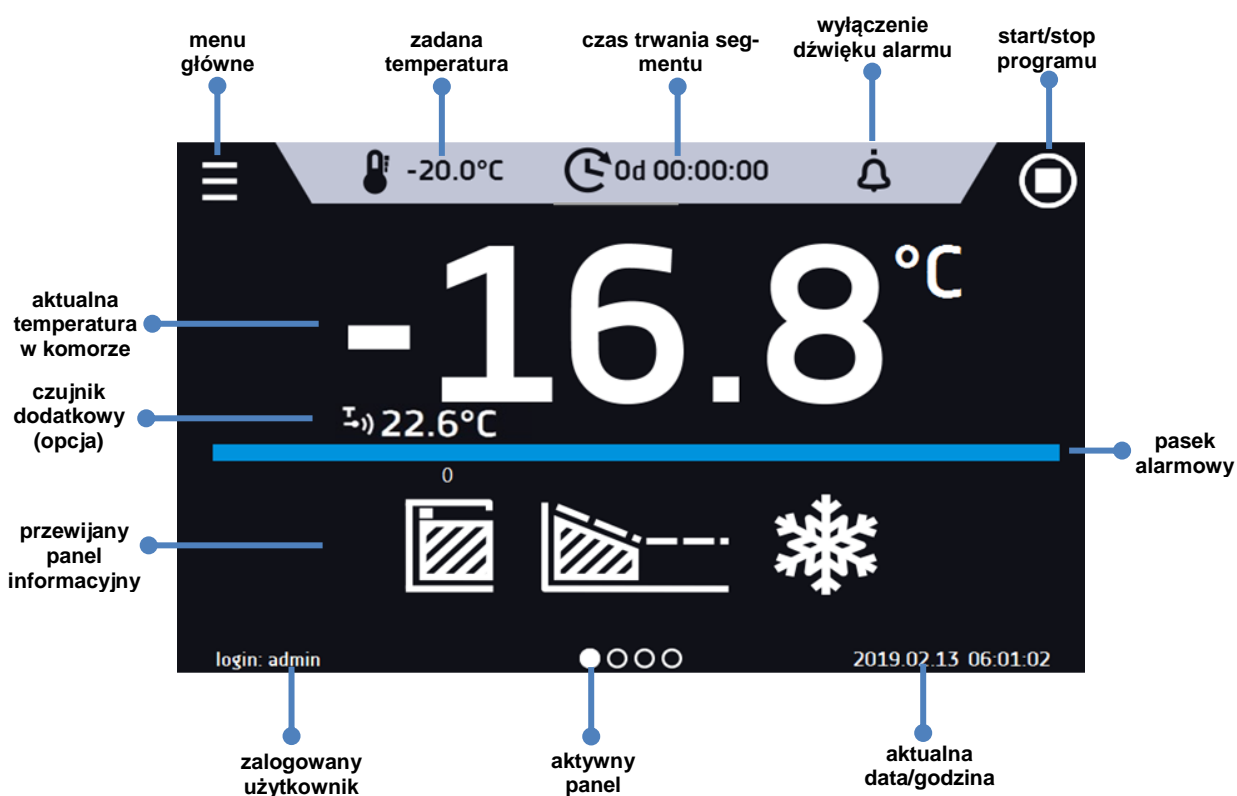 menu
główne
zadana
temperatura
czas trwania seg-
mentu
wyłączenie
dźwięku alarmu
start/stop
programu
-20.0°C
0d 00:00:00
-16.8°C
aktualna
temperatura
w komorze
czujnik
dodatkowy
(opcja)
T
22.6°C
pasek
alarmowy
0
przewijany
panel
informacyjny
login: admin
2019.02.13 06:01:02
zalogowany
użytkownik
aktywny
panel
aktualna
data/godzina